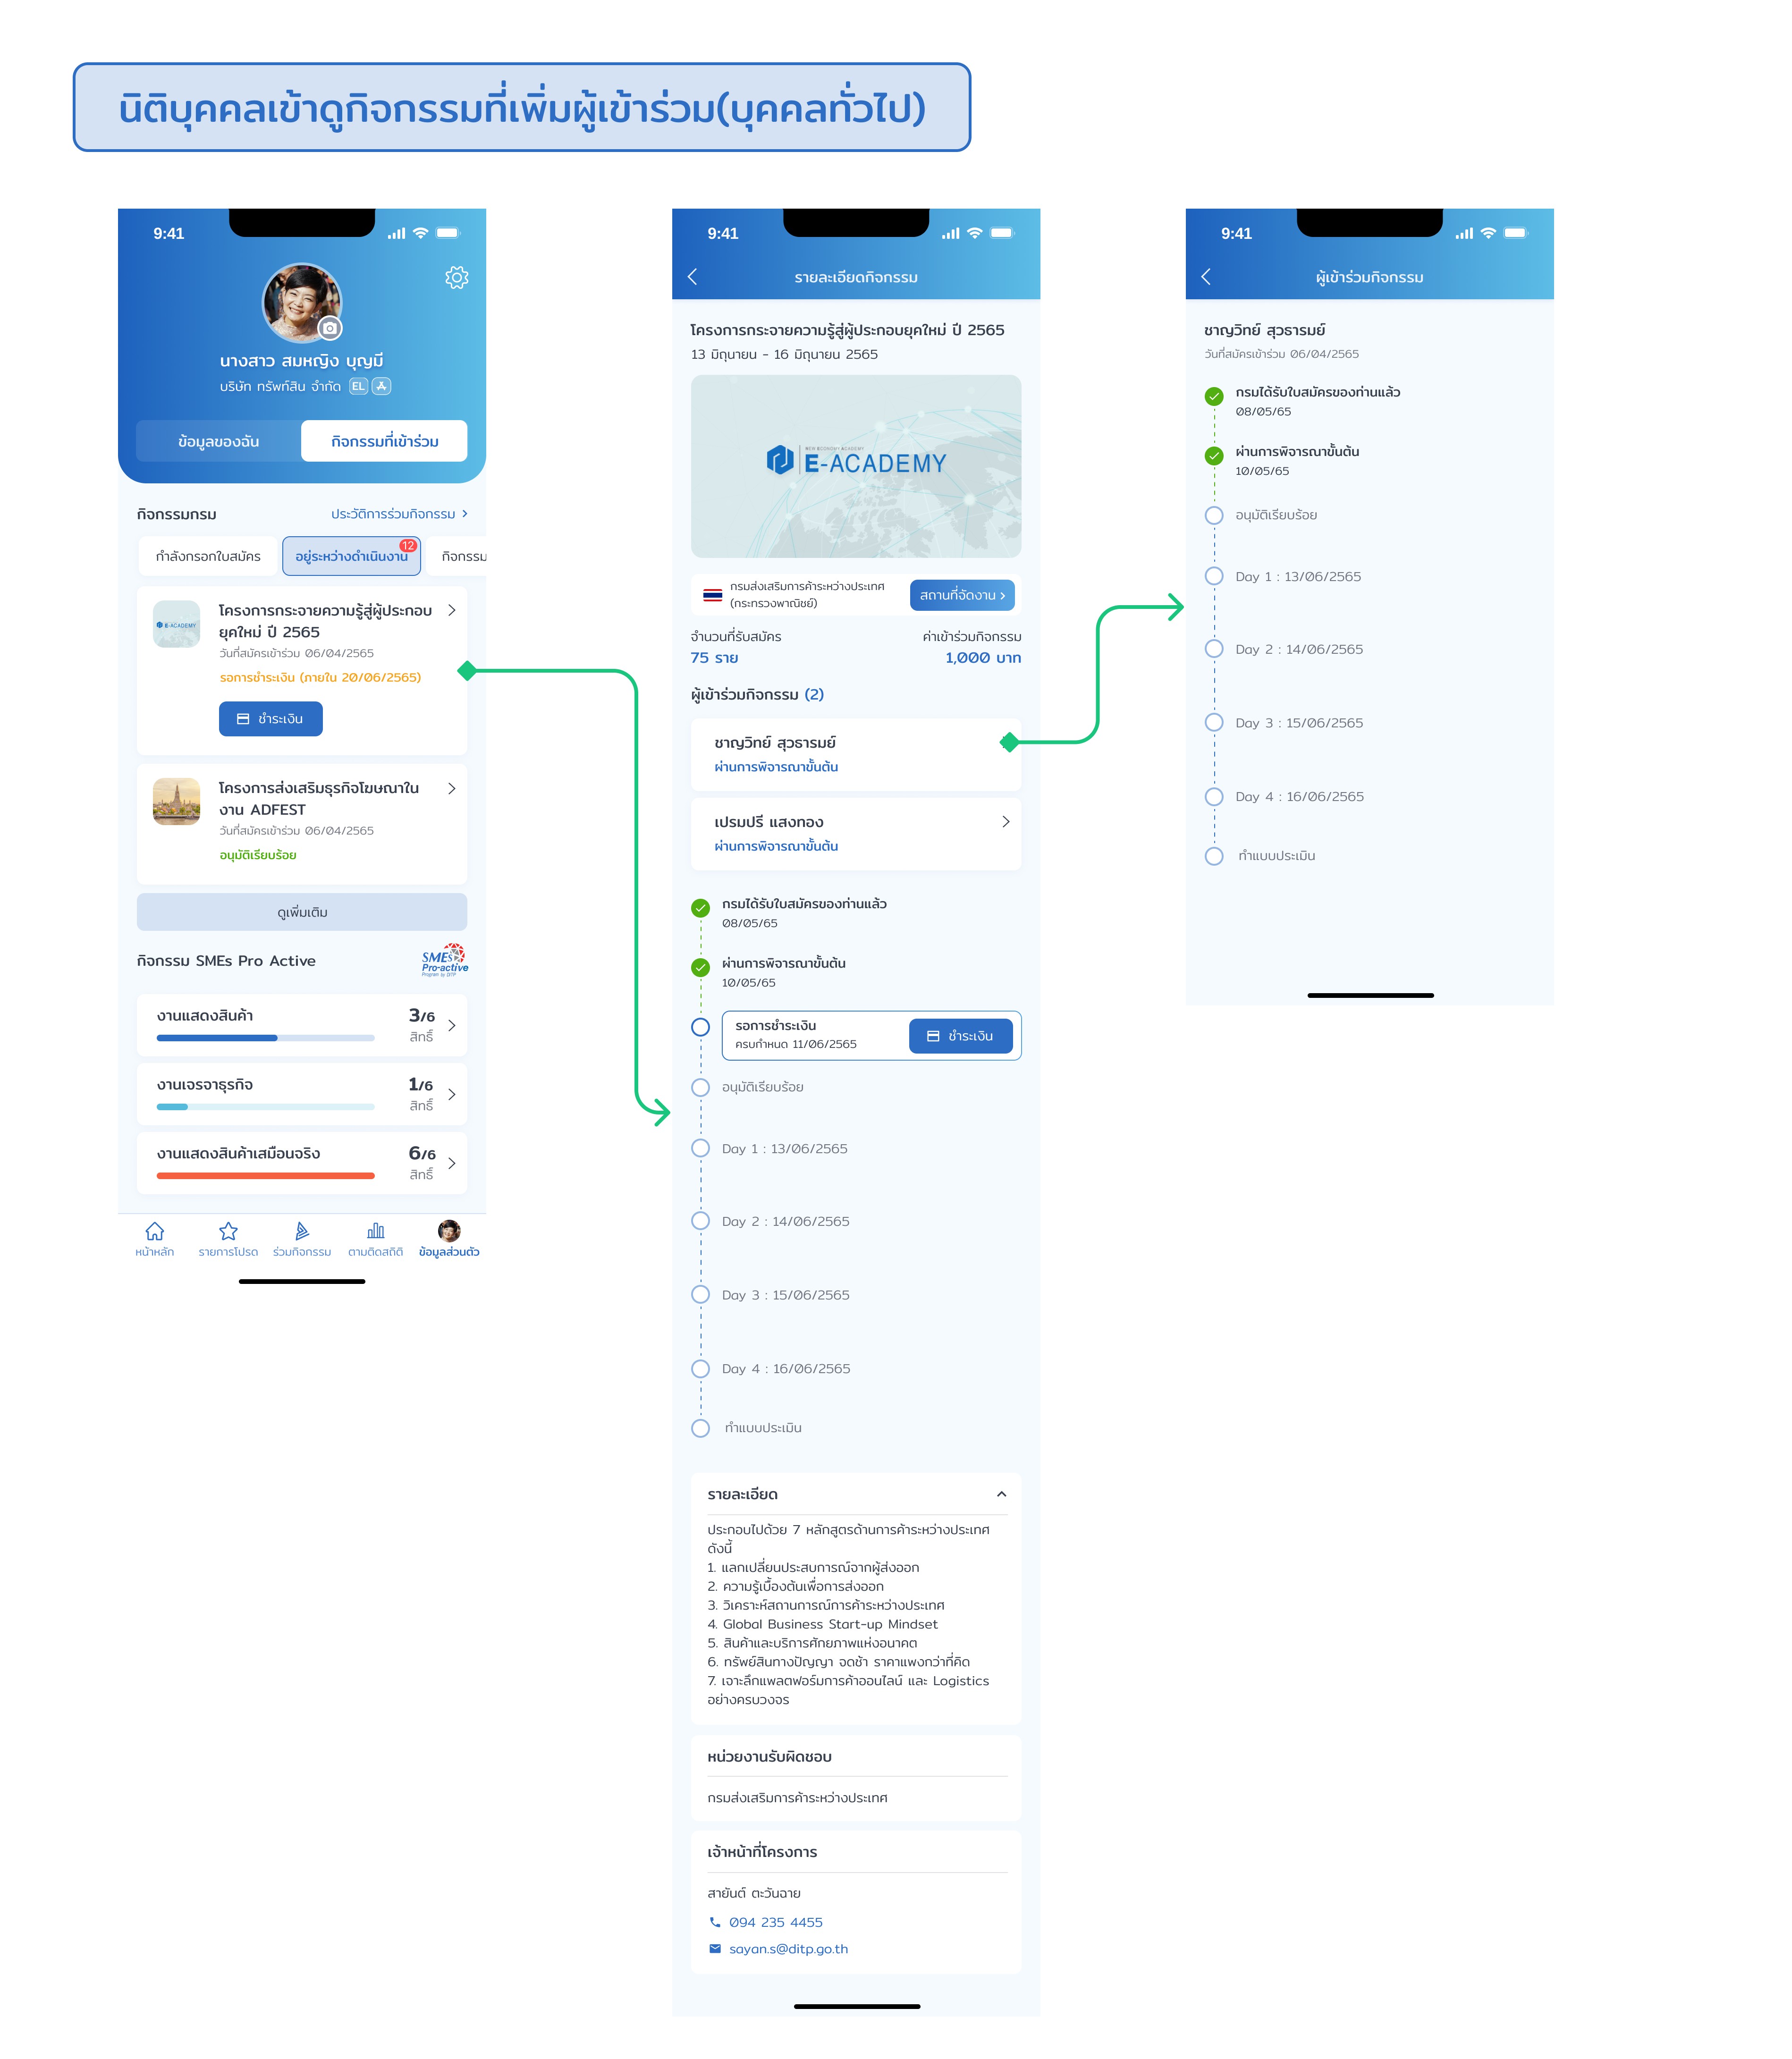 นิติบุคคลเข้าดูกิจกรรมที่เพิ่มผู้เข้าร่วม(บุคคลทั่วไป)
9:41
นางสาว สมหญิง บุญมี
บริษัท ทรัพท์สิน จำกัด EL
ข้อมูลของฉัน
กิจกรรมที่เข้าร่วม
กิจกรรมกรม
ประวัติการร่วมกิจกรรม
กำลังกรอกใบสมัคร
อยู่ระหว่างดำเนินงาน
12
กิจกรรม
E-ACADEMY
โครงการกระจายความรู้สู่ผู้ประกอบ
ยุคใหม่ ปี 2565
วันที่สมัครเข้าร่วม 06/04/2565
รอการชำระเงิน (ภายใน 20/06/2565)
ชำระเงิน
โครงการส่งเสริมธุรกิจโฆษณาใน
งาน ADFEST
วันที่สมัครเข้าร่วม 06/04/2565
อนุมัติเรียบร้อย
ดูเพิ่มเติม
กิจกรรม SMEs Pro Active
SMEs
Pro-active
Program by DITP
งานแสดงสินค้า
3/6
สิทธิ์
งานเจรจาธุรกิจ
1/6
สิทธิ์
งานแสดงสินค้าเสมือนจริง
6/6
สิทธิ์
หน้าหลัก
รายการโปรด
ร่วมกิจกรรม
ตามติดสถิติ
ข้อมูลส่วนตัว
9:41
รายละเอียดกิจกรรม
โครงการกระจายความรู้สู่ผู้ประกอบยุคใหม่ ปี 2565
13 มิถุนายน - 16 มิถุนายน 2565
NEW ECONOMY ACADEMY
E-ACADEMY
กรมส่งเสริมการค้าระหว่างประเทศ
(กระทรวงพาณิชย์)
สถานที่จัดงาน
จำนวนที่รับสมัคร
75 ราย
ค่าเข้าร่วมกิจกรรม
1,000 บาท
ผู้เข้าร่วมกิจกรรม (2)
ชาญวิทย์ สุวธารมย์
ผ่านการพิจารณาขั้นต้น
เปรมปรี แสงทอง
ผ่านการพิจารณาขั้นต้น
กรมได้รับใบสมัครของท่านแล้ว
08/05/65
ผ่านการพิจารณาขั้นต้น
10/05/65
รอการชำระเงิน
ครบกำหนด 11/06/2565
ชำระเงิน
อนุมัติเรียบร้อย
Day 1 : 13/06/2565
Day 2 : 14/06/2565
Day 3 : 15/06/2565
Day 4 : 16/06/2565
ทำแบบประเมิน
รายละเอียด
ประกอบไปด้วย 7 หลักสูตรด้านการค้าระหว่างประเทศ
ดังนี้
1. แลกเปลี่ยนประสบการณ์จากผู้ส่งออก
2. ความรู้เบื้องต้นเพื่อการส่งออก
3. วิเคราะห์สถานการณ์การค้าระหว่างประเทศ
4. Global Business Start-up Mindset
5. สินค้าและบริการศักยภาพแห่งอนาคต
6. ทรัพย์สินทางปัญญา จดช้า ราคาแพงกว่าที่คิด
7. เจาะลึกแพลตฟอร์มการค้าออนไลน์ และ Logistics
อย่างครบวงจร
หน่วยงานรับผิดชอบ
กรมส่งเสริมการค้าระหว่างประเทศ
เจ้าหน้าที่โครงการ
สายันต์ ตะวันฉาย
094 235 4455
sayan.s@ditp.go.th
9:41
ผู้เข้าร่วมกิจกรรม
ชาญวิทย์ สุวธารมย์
วันที่สมัครเข้าร่วม 06/04/2565
กรมได้รับใบสมัครของท่านแล้ว
08/05/65
ผ่านการพิจารณาขั้นต้น
10/05/65
อนุมัติเรียบร้อย
Day 1 : 13/06/2565
Day 2 : 14/06/2565
Day 3 : 15/06/2565
Day 4 : 16/06/2565
ทำแบบประเมิน